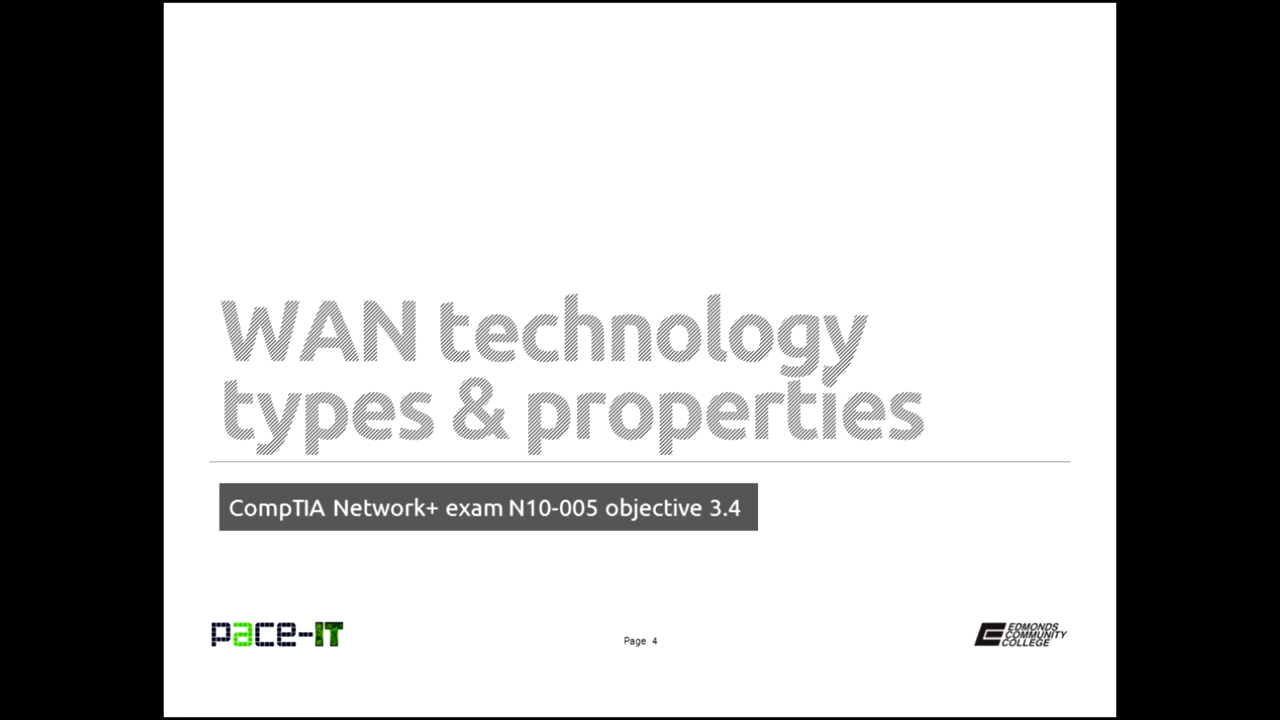 WAN technology
types & properties
CompTIA Network+ exam N10-005 objective 3.4
pace-IT
Page 4
EDMONDS
COMMUNITY
COLLEGE